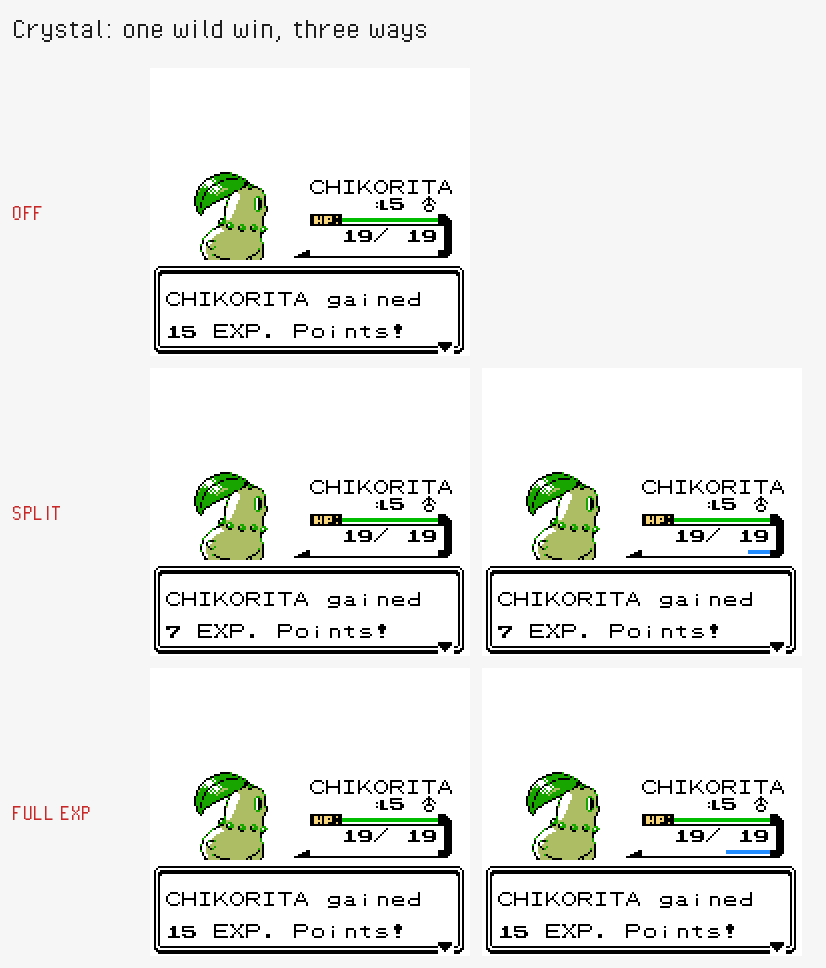 Crystal: one wild win, three ways
OFF
CHIKORITA
:L5 ♂
HP
19/ 19
CHIKORITA gained
15 EXP. Points!
SPLIT
CHIKORITA
:L5 ♂
HP
19/ 19
CHIKORITA gained
7 EXP. Points!
CHIKORITA
:L5 ♂
HP
19/ 19
CHIKORITA gained
7 EXP. Points!
FULL EXP
CHIKORITA
:L5 ♂
HP
19/ 19
CHIKORITA gained
15 EXP. Points!
CHIKORITA
:L5 ♂
HP
19/ 19
CHIKORITA gained
15 EXP. Points!